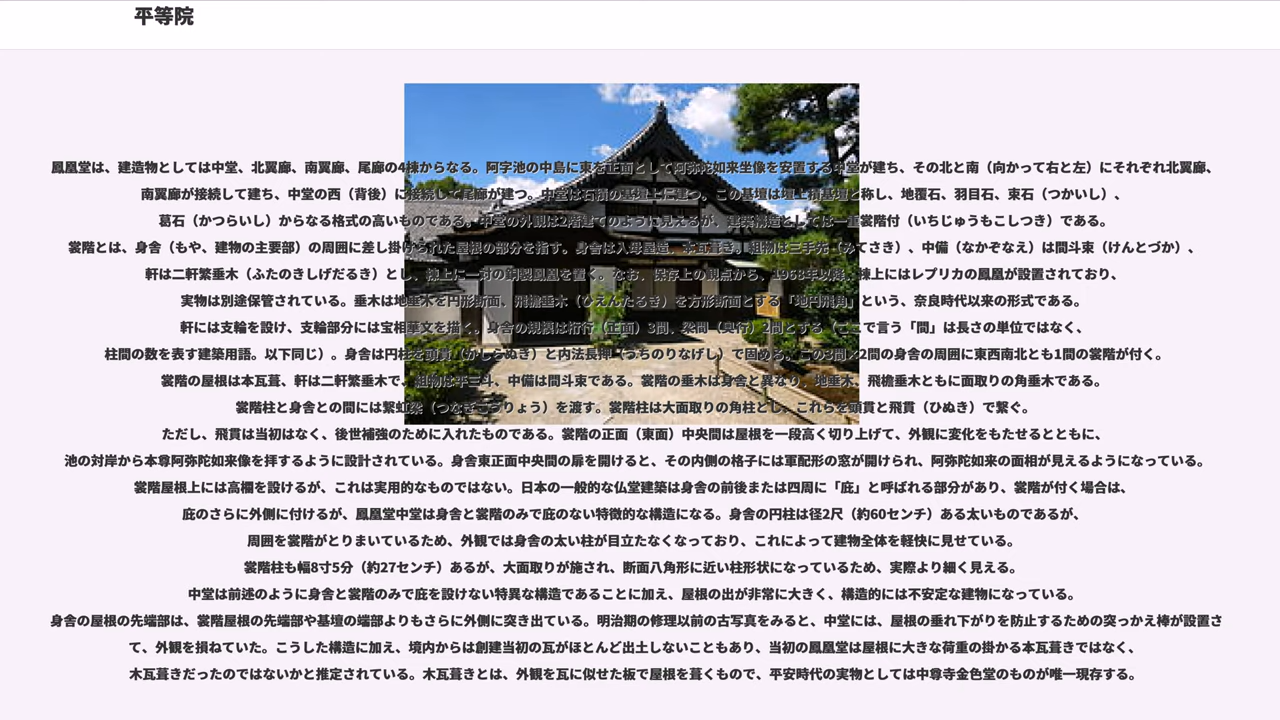 平等院
鳳凰堂は、建造物としては中堂、北翼廊、南翼廊、尾廊の4棟からなる。阿字池の中島に東を正面として阿弥陀如来坐像を安置する中堂が建ち、その北と南（向かって右と左）にそれぞれ北翼廊、
南翼廊が接続して建ち、中堂の西（背後）に接続して尾廊が建つ。中堂は石積の基壇上に建つ。この基壇は壇上積基壇と称し、地覆石、羽目石、束石（つかいし）、
葛石（かつらいし）からなる格式の高いものである。中堂の外観は2階建てのように見えるが、建築構造としては一重裳階付（いちじゅうもこしつき）である。
裳階とは、身舎（もや、建物の主要部）の周囲に差し掛けられた屋根の部分を指す。身舎は入母屋造、本瓦葺き。組物は三手先（みてさき）、中備（なかぞなえ）は間斗束（けんとづか）、
軒は二軒繁垂木（ふたのきしげだるき）とし、棟上に一対の銅製鳳凰を置く。なお、保存上の観点から、1968年以降、棟上にはレプリカの鳳凰が設置されており、
実物は別途保管されている。垂木は地垂木を円形断面、飛檐垂木（ひえんたるき）を方形断面とする「地円飛角」という、奈良時代以来の形式である。
軒には支輪を設け、支輪部分には宝相華文を描く。身舎の規模は桁行（正面）3間、梁間（奥行）2間とする（ここで言う「間」は長さの単位ではなく、
柱間の数を表す建築用語。以下同じ）。身舎は円柱を頭貫（かしらぬき）と内法長押（うちのりなげし）で固める。この3間×2間の身舎の周囲に東西南北とも1間の裳階が付く。
裳階の屋根は本瓦葺、軒は二軒繁垂木で、組物は平三斗、中備は間斗束である。裳階の垂木は身舎と異なり、地垂木、飛檐垂木ともに面取りの角垂木である。
裳階柱と身舎との間には繋虹梁（つなぎこうりょう）を渡す。裳階柱は大面取りの角柱とし、これらを頭貫と飛貫（ひぬき）で繋ぐ。
ただし、飛貫は当初はなく、後世補強のために入れたものである。裳階の正面（東面）中央間は屋根を一段高く切り上げて、外観に変化をもたせるとともに、
池の対岸から本尊阿弥陀如来像を拝するように設計されている。身舎東正面中央間の扉を開けると、その内側の格子には軍配形の窓が開けられ、阿弥陀如来の面相が見えるようになっている。
裳階屋根上には高欄を設けるが、これは実用的なものではない。日本の一般的な仏堂建築は身舎の前後または四周に「庇」と呼ばれる部分があり、裳階が付く場合は、
庇のさらに外側に付けるが、鳳凰堂中堂は身舎と裳階のみで庇のない特徴的な構造になる。身舎の円柱は径2尺（約60センチ）ある太いものであるが、
周囲を裳階がとりまいているため、外観では身舎の太い柱が目立たなくなっており、これによって建物全体を軽快に見せている。
裳階柱も幅8寸5分（約27センチ）あるが、大面取りが施され、断面八角形に近い柱形状になっているため、実際より細く見える。
中堂は前述のように身舎と裳階のみで庇を設けない特異な構造であることに加え、屋根の出が非常に大きく、構造的には不安定な建物になっている。
身舎の屋根の先端部は、裳階屋根の先端部や基壇の端部よりもさらに外側に突き出ている。明治期の修理以前の古写真をみると、中堂には、屋根の垂れ下がりを防止するための突っかえ棒が設置さ
て、外観を損ねていた。こうした構造に加え、境内からは創建当初の瓦がほとんど出土しないこともあり、当初の鳳凰堂は屋根に大きな荷重の掛かる本瓦葺きではなく、
木瓦葺きだったのではないかと推定されている。木瓦葺きとは、外観を瓦に似せた板で屋根を葺くもので、平安時代の実物としては中尊寺金色堂のものが唯一現存する。